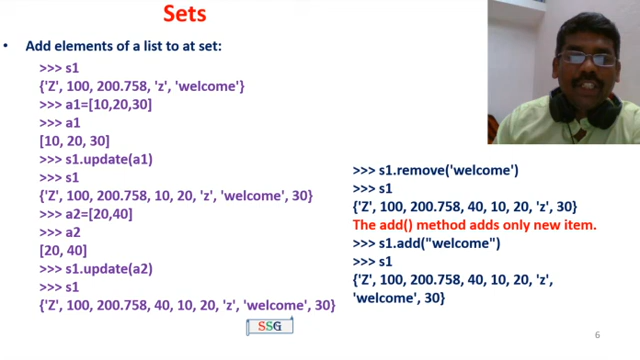 Sets
• Add elements of a list to at set:
>>> s1
{'Z', 100, 200.758, 'z', 'welcome'}
>>> a1=[10,20,30]
>>> a1
[10, 20, 30]
>>> s1.update(a1)
>>> s1
{'Z', 100, 200.758, 10, 20, 'z', 'welcome', 30}
>>> a2=[20,40]
>>> a2
[20, 40]
>>> s1.update(a2)
>>> s1
{'Z', 100, 200.758, 40, 10, 20, 'z', 'welcome', 30}
>>> s1.remove('welcome')
>>> s1
{'Z', 100, 200.758, 40, 10, 20, 'z', 30}
The add() method adds only new item.
>>> s1.add("welcome")
>>> s1
{'Z', 100, 200.758, 40, 10, 20, 'z',
'welcome', 30}
SSG
6